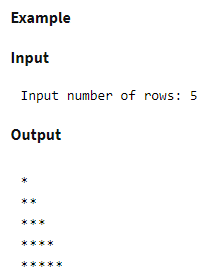 Example
Input
Input number of rows: 5
Output
*
**
***
****
*****